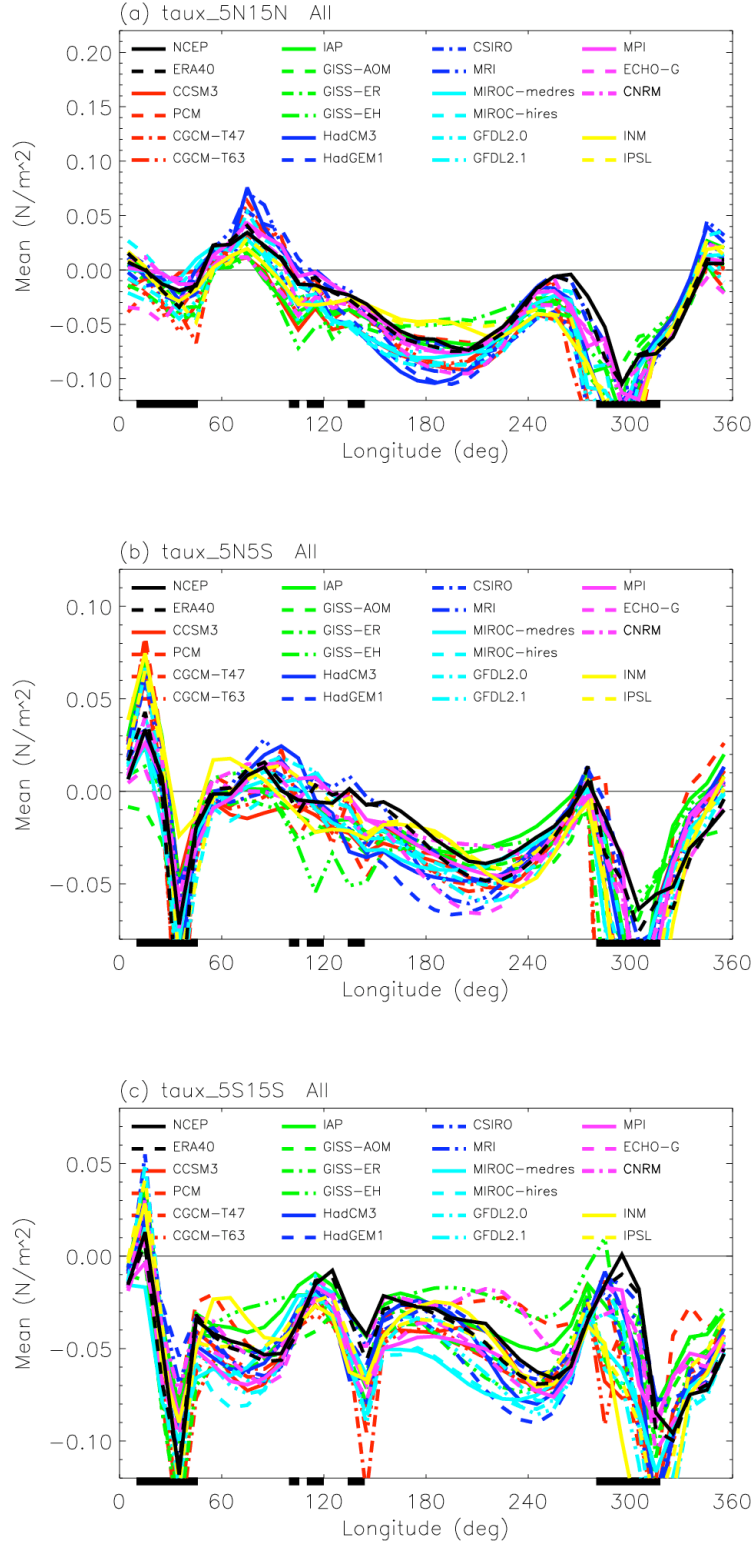 (a) taux_5N15N All
NCEP IAP CSIRO MPI
ERA40 GISS-AOM MRI ECHO-G
CCSM3 GISS-ER MIROC-medres CNRM
PCM GISS-EH MIROC-hires
CGCM-T47 HadCM3 GFDL2.0 INM
CGCM-T63 HadGEM1 GFDL2.1 IPSL
Mean (N/m^2)
0.20
0.15
0.10
0.05
0.00
-0.05
-0.10
0 60 120 180 240 300 360
Longitude (deg)
(b) taux_5N5S All
NCEP IAP CSIRO MPI
ERA40 GISS-AOM MRI ECHO-G
CCSM3 GISS-ER MIROC-medres CNRM
PCM GISS-EH MIROC-hires
CGCM-T47 HadCM3 GFDL2.0 INM
CGCM-T63 HadGEM1 GFDL2.1 IPSL
Mean (N/m^2)
0.10
0.05
0.00
-0.05
0 60 120 180 240 300 360
Longitude (deg)
(c) taux_5S15S All
NCEP IAP CSIRO MPI
ERA40 GISS-AOM MRI ECHO-G
CCSM3 GISS-ER MIROC-medres CNRM
PCM GISS-EH MIROC-hires
CGCM-T47 HadCM3 GFDL2.0 INM
CGCM-T63 HadGEM1 GFDL2.1 IPSL
Mean (N/m^2)
0.05
0.00
-0.05
-0.10
0 60 120 180 240 300 360
Longitude (deg)